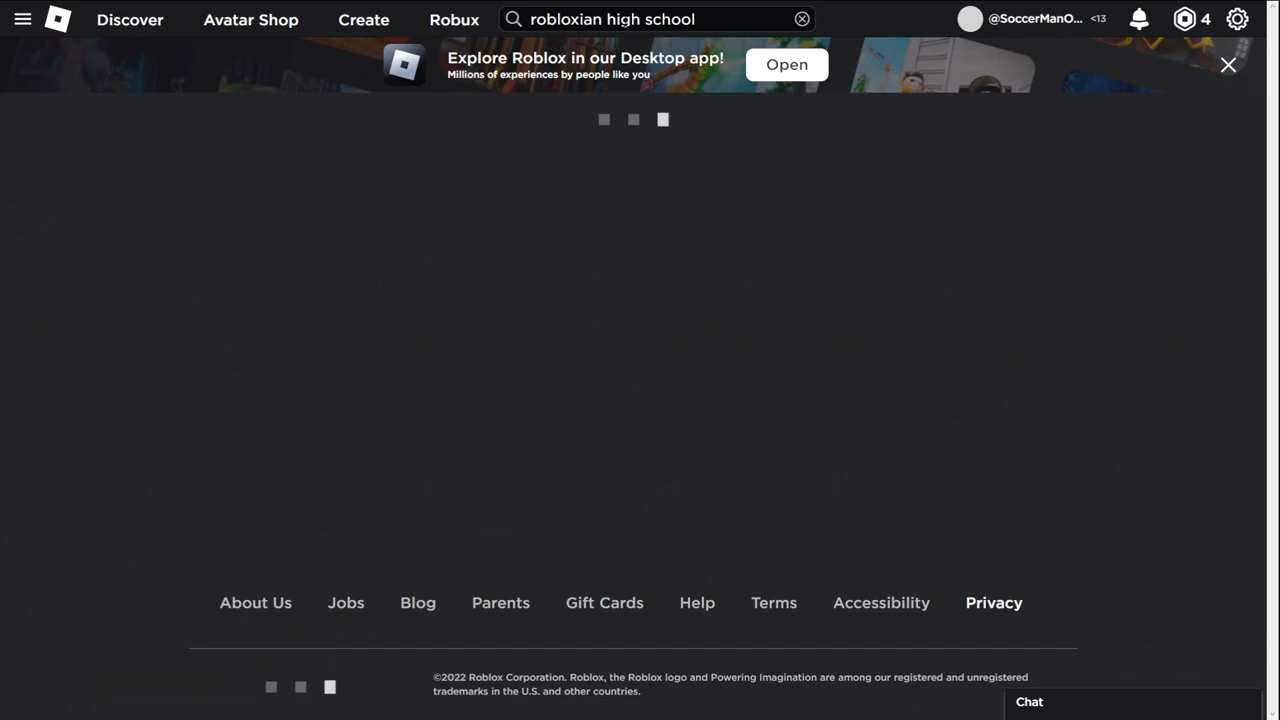 Discover Avatar Shop Create Robux robloxian high school @SoccerManO... <13 4
Explore Roblox in our Desktop app!
Millions of experiences by people like you
Open
About Us Jobs Blog Parents Gift Cards Help Terms Accessibility Privacy
©2022 Roblox Corporation. Roblox, the Roblox logo and Powering Imagination are among our registered and unregistered
trademarks in the U.S. and other countries.
Chat